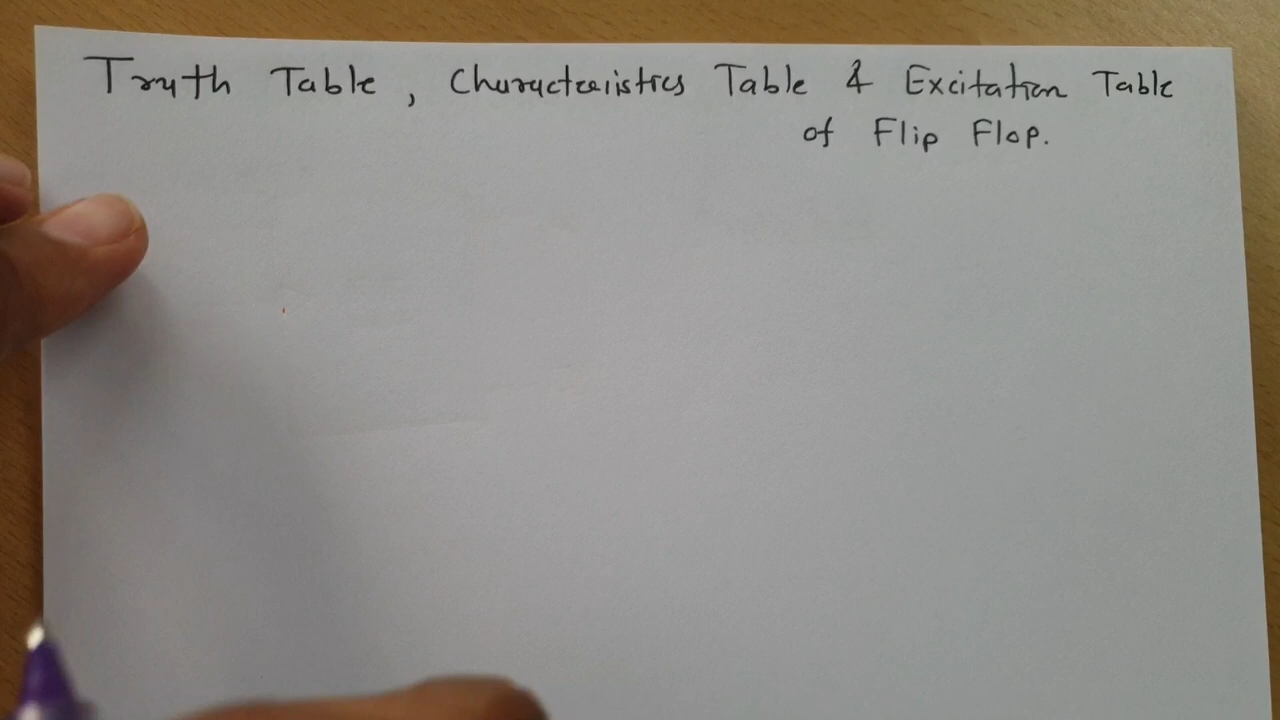 Truth Table, Characteristics Table & Excitation Table
of Flip Flop.